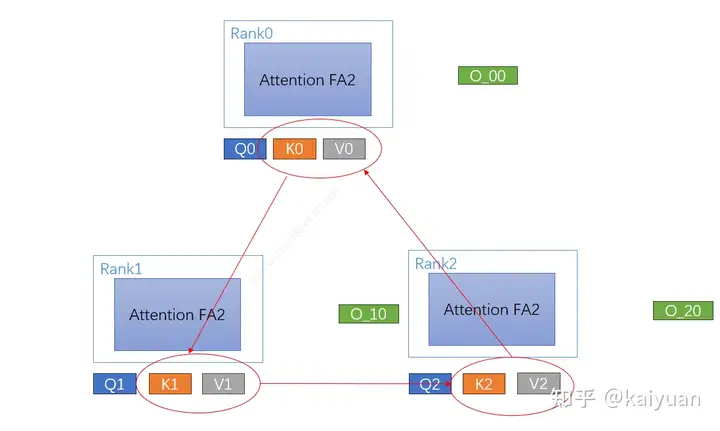 Rank0
Attention FA2
O_00
Q0 K0 V0
Rank1
Attention FA2
O_10
Rank2
Attention FA2
O_20
Q1 K1 V1
Q2 K2 V2
知乎 @kaiyuan